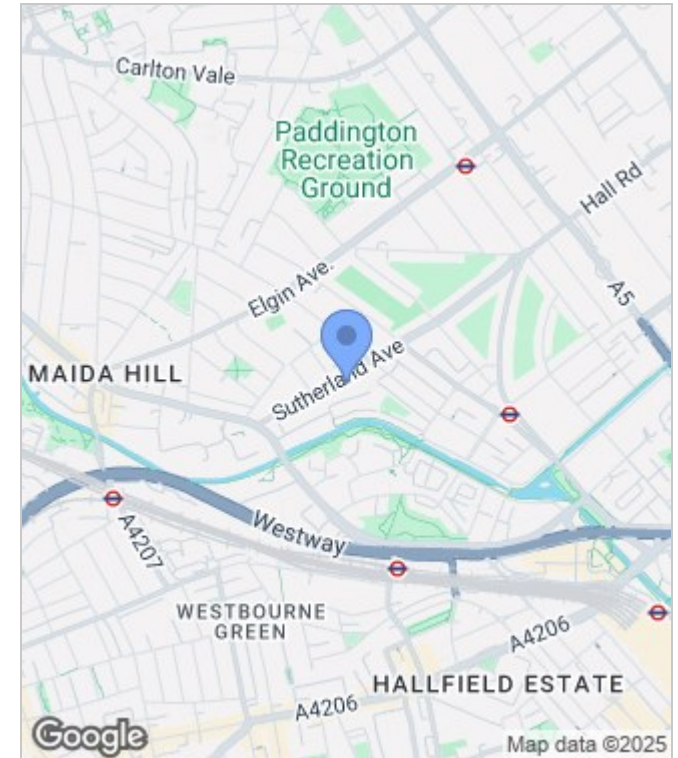 Carlton Vale
Paddington
Recreation
Ground
Hall Rd
Elgin Ave.
A5
Sutherland Ave
MAIDA HILL
Westway
A4207
WESTBOURNE
GREEN
A4206
HALLFIELD ESTATE
A4206
Google
Map data ©2025